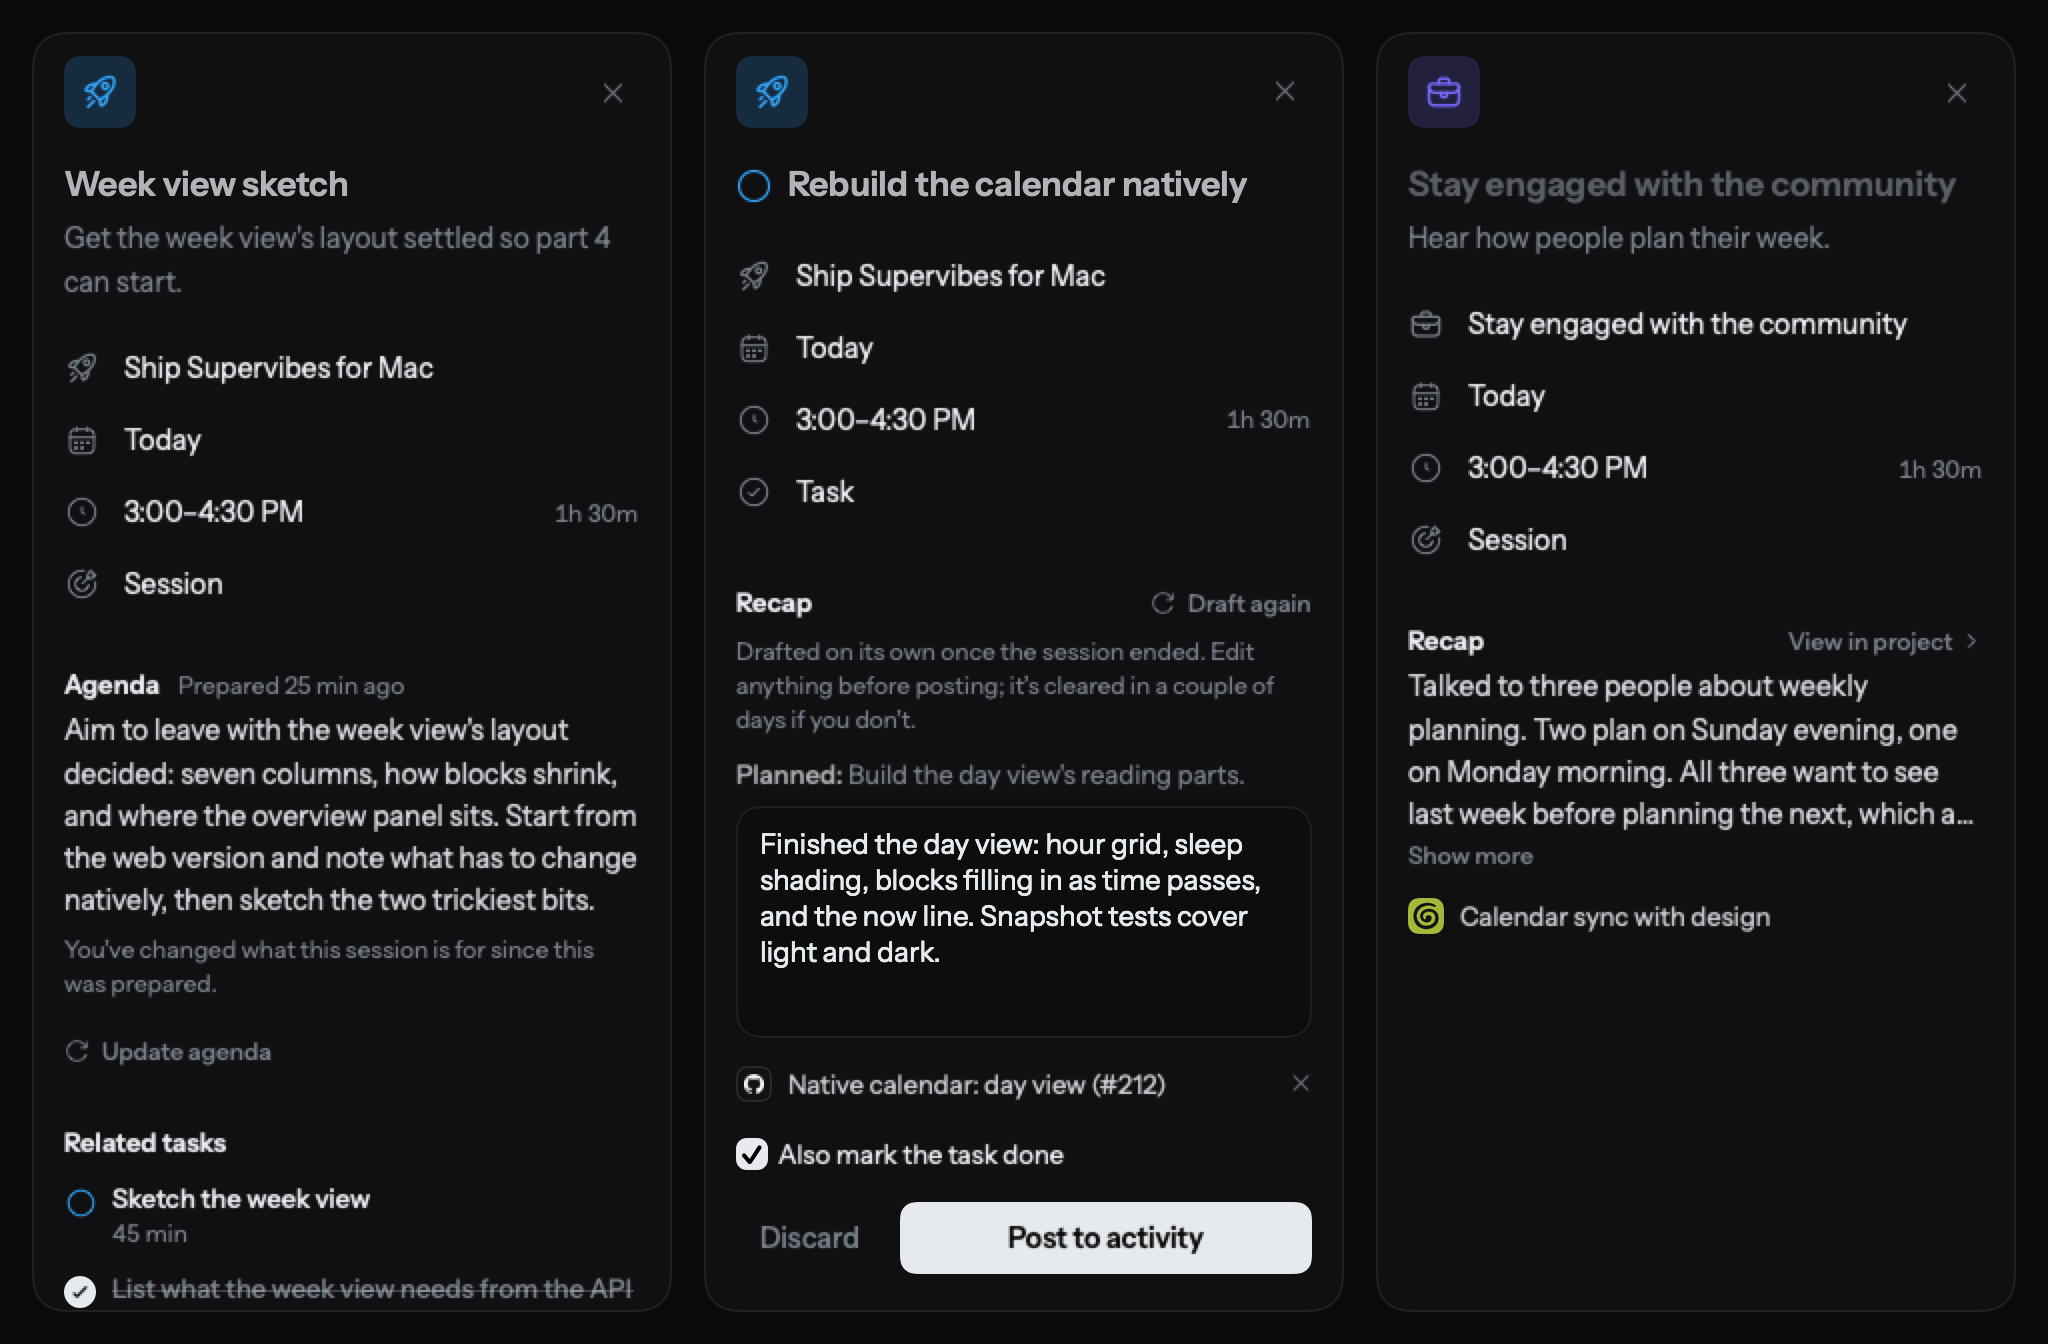 Week view sketch
Get the week view's layout settled so part 4
can start.
Ship Supervibes for Mac
Today
3:00–4:30 PM
1h 30m
Session
Agenda Prepared 25 min ago
Aim to leave with the week view's layout
decided: seven columns, how blocks shrink,
and where the overview panel sits. Start from
the web version and note what has to change
natively, then sketch the two trickiest bits.
You've changed what this session is for since this
was prepared.
Update agenda
Related tasks
Sketch the week view
45 min
List what the week view needs from the API
Rebuild the calendar natively
Ship Supervibes for Mac
Today
3:00–4:30 PM
1h 30m
Task
Recap
Draft again
Drafted on its own once the session ended. Edit
anything before posting; it's cleared in a couple of
days if you don't.
Planned: Build the day view's reading parts.
Finished the day view: hour grid, sleep
shading, blocks filling in as time passes,
and the now line. Snapshot tests cover
light and dark.
Native calendar: day view (#212)
Also mark the task done
Discard
Post to activity
Stay engaged with the community
Hear how people plan their week.
Stay engaged with the community
Today
3:00–4:30 PM
1h 30m
Session
Recap
View in project
Talked to three people about weekly
planning. Two plan on Sunday evening, one
on Monday morning. All three want to see
last week before planning the next, which a...
Show more
Calendar sync with design